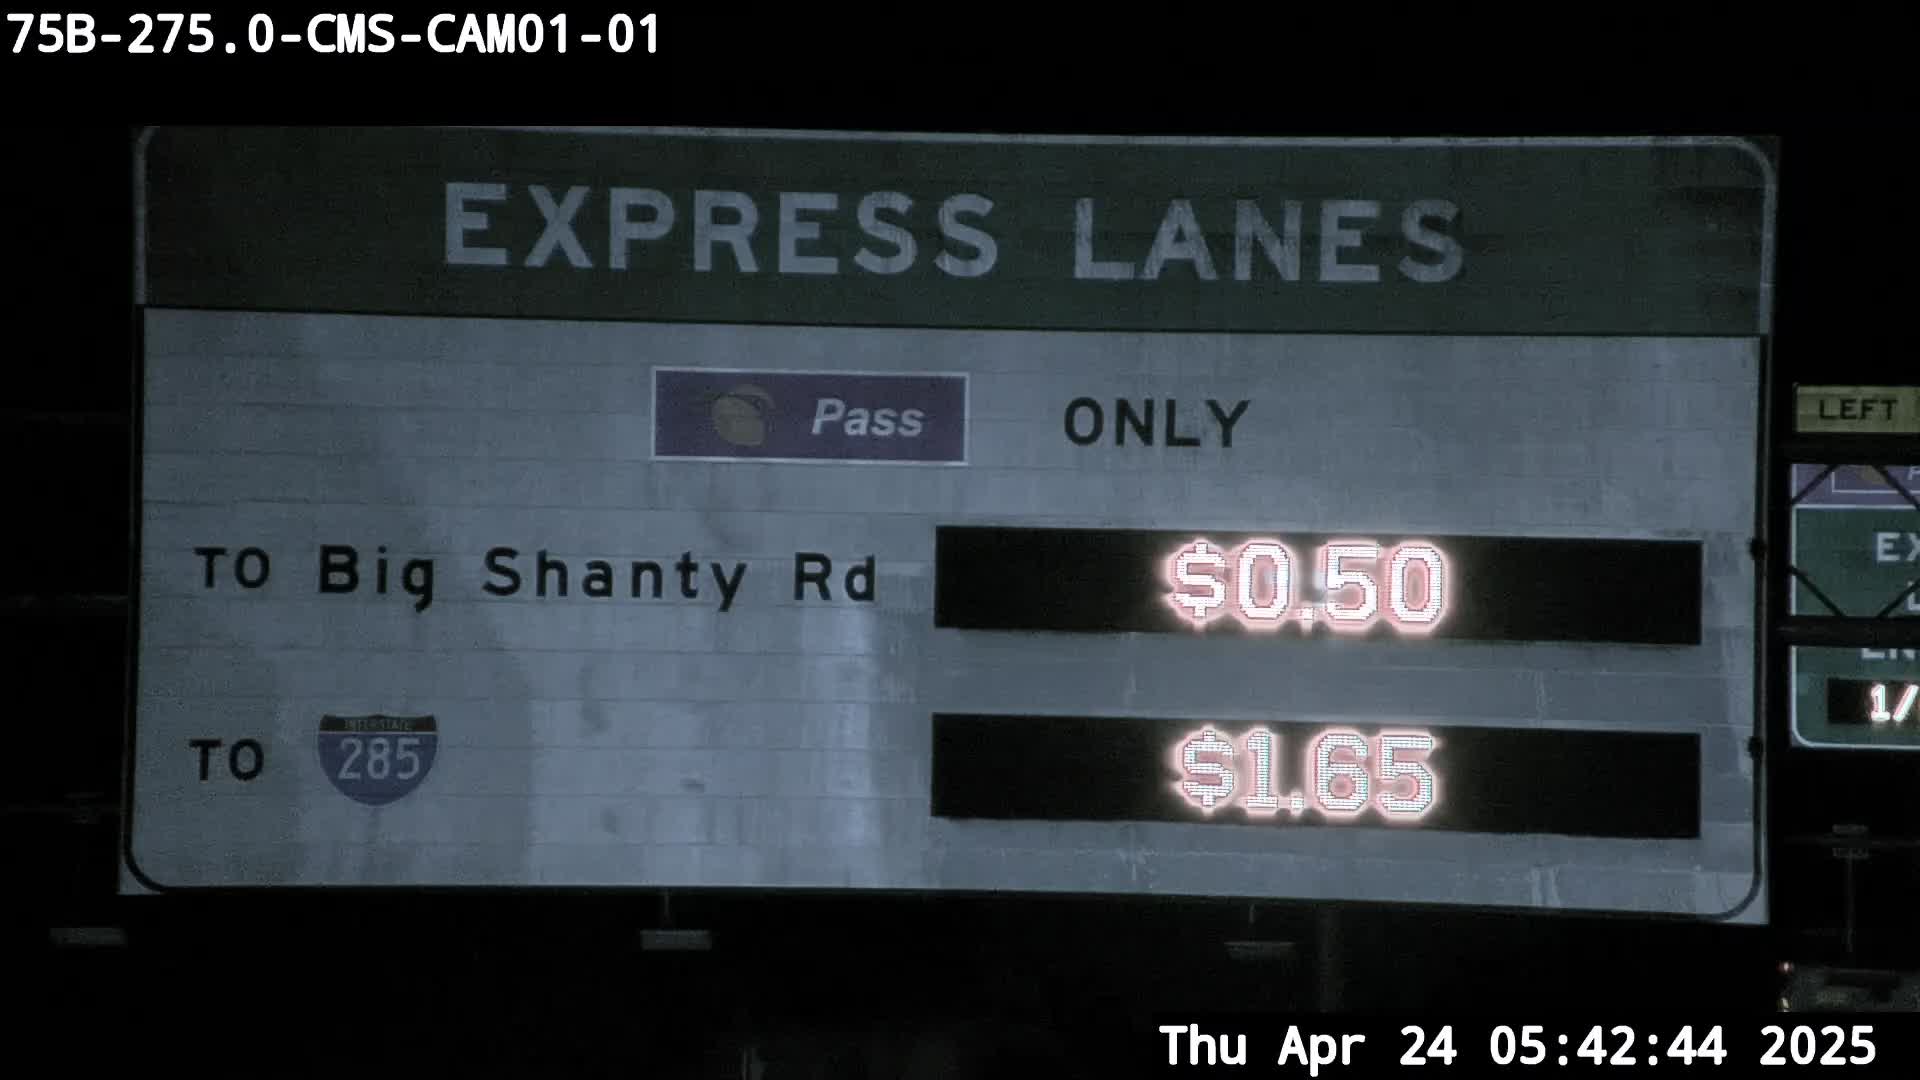 75B-275.0-CMS-CAM01-01
EXPRESS LANES
Pass ONLY
TO Big Shanty Rd $0.50
TO INTERSTATE 285 $1.65
LEFT
Thu Apr 24 05:42:44 2025